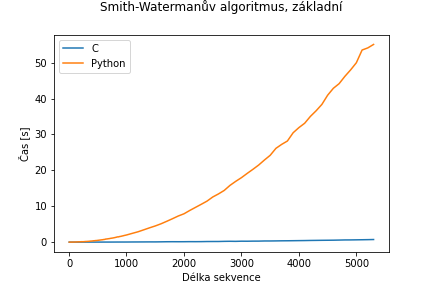 Smith-Watermanův algoritmus, základní
C
Python
Čas [s]
50
40
30
20
10
0
0 1000 2000 3000 4000 5000
Délka sekvence